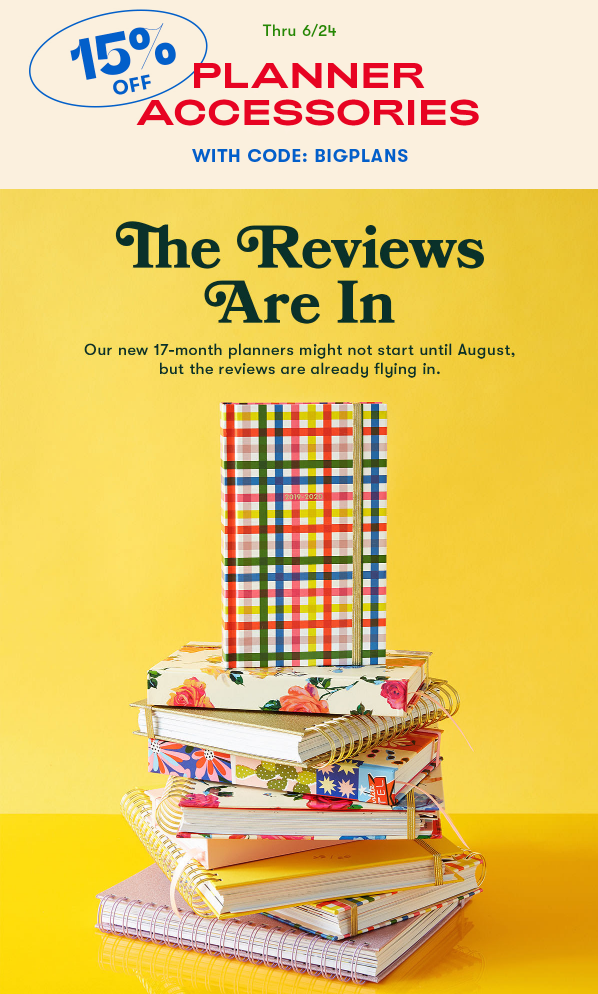 15%
OFF
Thru 6/24
PLANNER
ACCESSORIES
WITH CODE: BIGPLANS
The Reviews
Are In
Our new 17-month planners might not start until August,
but the reviews are already flying in.
2019-2020